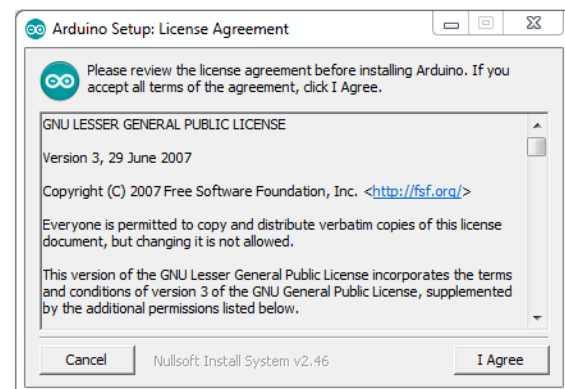 Arduino Setup: License Agreement
Please review the license agreement before installing Arduino. If you
accept all terms of the agreement, click I Agree.
GNU LESSER GENERAL PUBLIC LICENSE
Version 3, 29 June 2007
Copyright (C) 2007 Free Software Foundation, Inc. <http://fsf.org/>
Everyone is permitted to copy and distribute verbatim copies of this license
document, but changing it is not allowed.
This version of the GNU Lesser General Public License incorporates the terms
and conditions of version 3 of the GNU General Public License, supplemented
by the additional permissions listed below.
Cancel Nullsoft Install System v2.46 I Agree